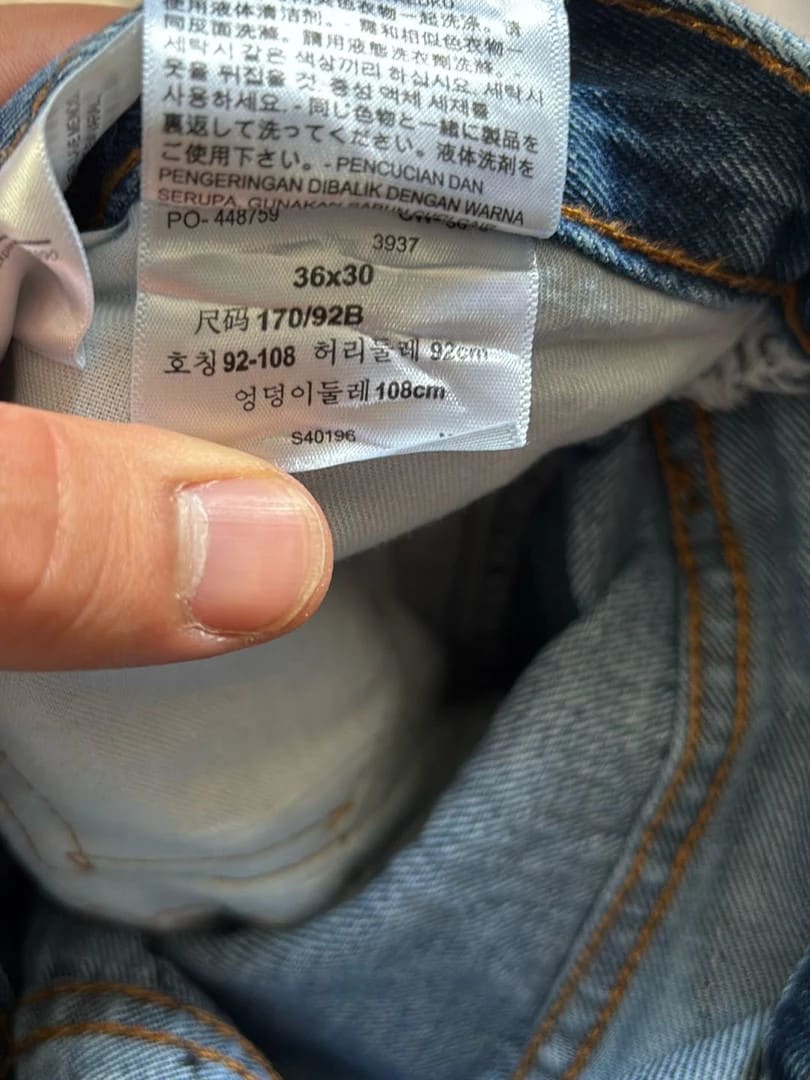 使用液体清洁剂。- 需和相似色衣物一
同反面洗滌。請用液態洗衣劑洗滌。-
세탁시 같은 색상끼리 하십시요. 세탁시
옷을 뒤집을 것. 중성 액체 세제를
사용하세요. - 同じ色物と一緒に製品を
裏返して洗ってください。液体洗剤を
ご使用下さい。- PENCUCIAN DAN
PENGERINGAN DIBALIK DENGAN WARNA
SERUPA. GUNAKAN
PO- 448759
3937
36x30
尺码 170/92B
호칭 92-108 허리둘레 92cm
엉덩이둘레 108cm
S40196